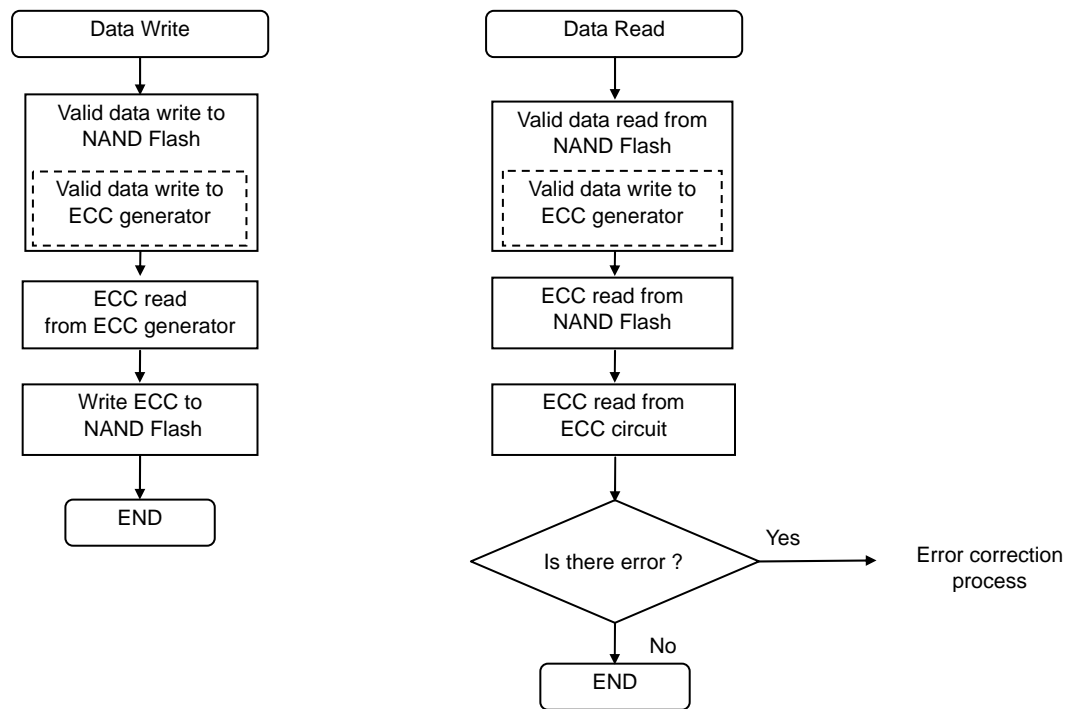 Data Write
Valid data write to
NAND Flash
Valid data write to
ECC generator
ECC read
from ECC generator
Write ECC to
NAND Flash
END
Data Read
Valid data read from
NAND Flash
Valid data write to
ECC generator
ECC read from
NAND Flash
ECC read from
ECC circuit
Is there error ?
Yes
Error correction
process
No
END